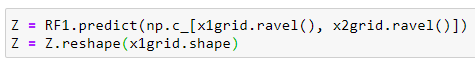 Z = RF1.predict(np.c_[x1grid.ravel(), x2grid.ravel()])
Z = Z.reshape(x1grid.shape)